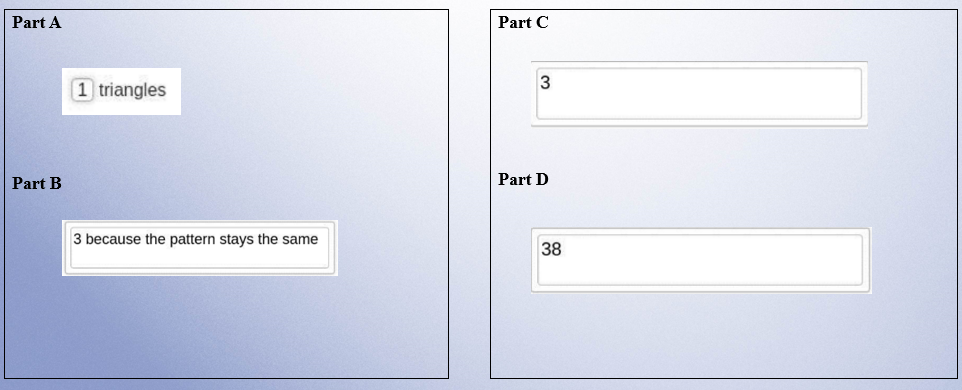 Part A
1 triangles
Part B
3 because the pattern stays the same
Part C
3
Part D
38